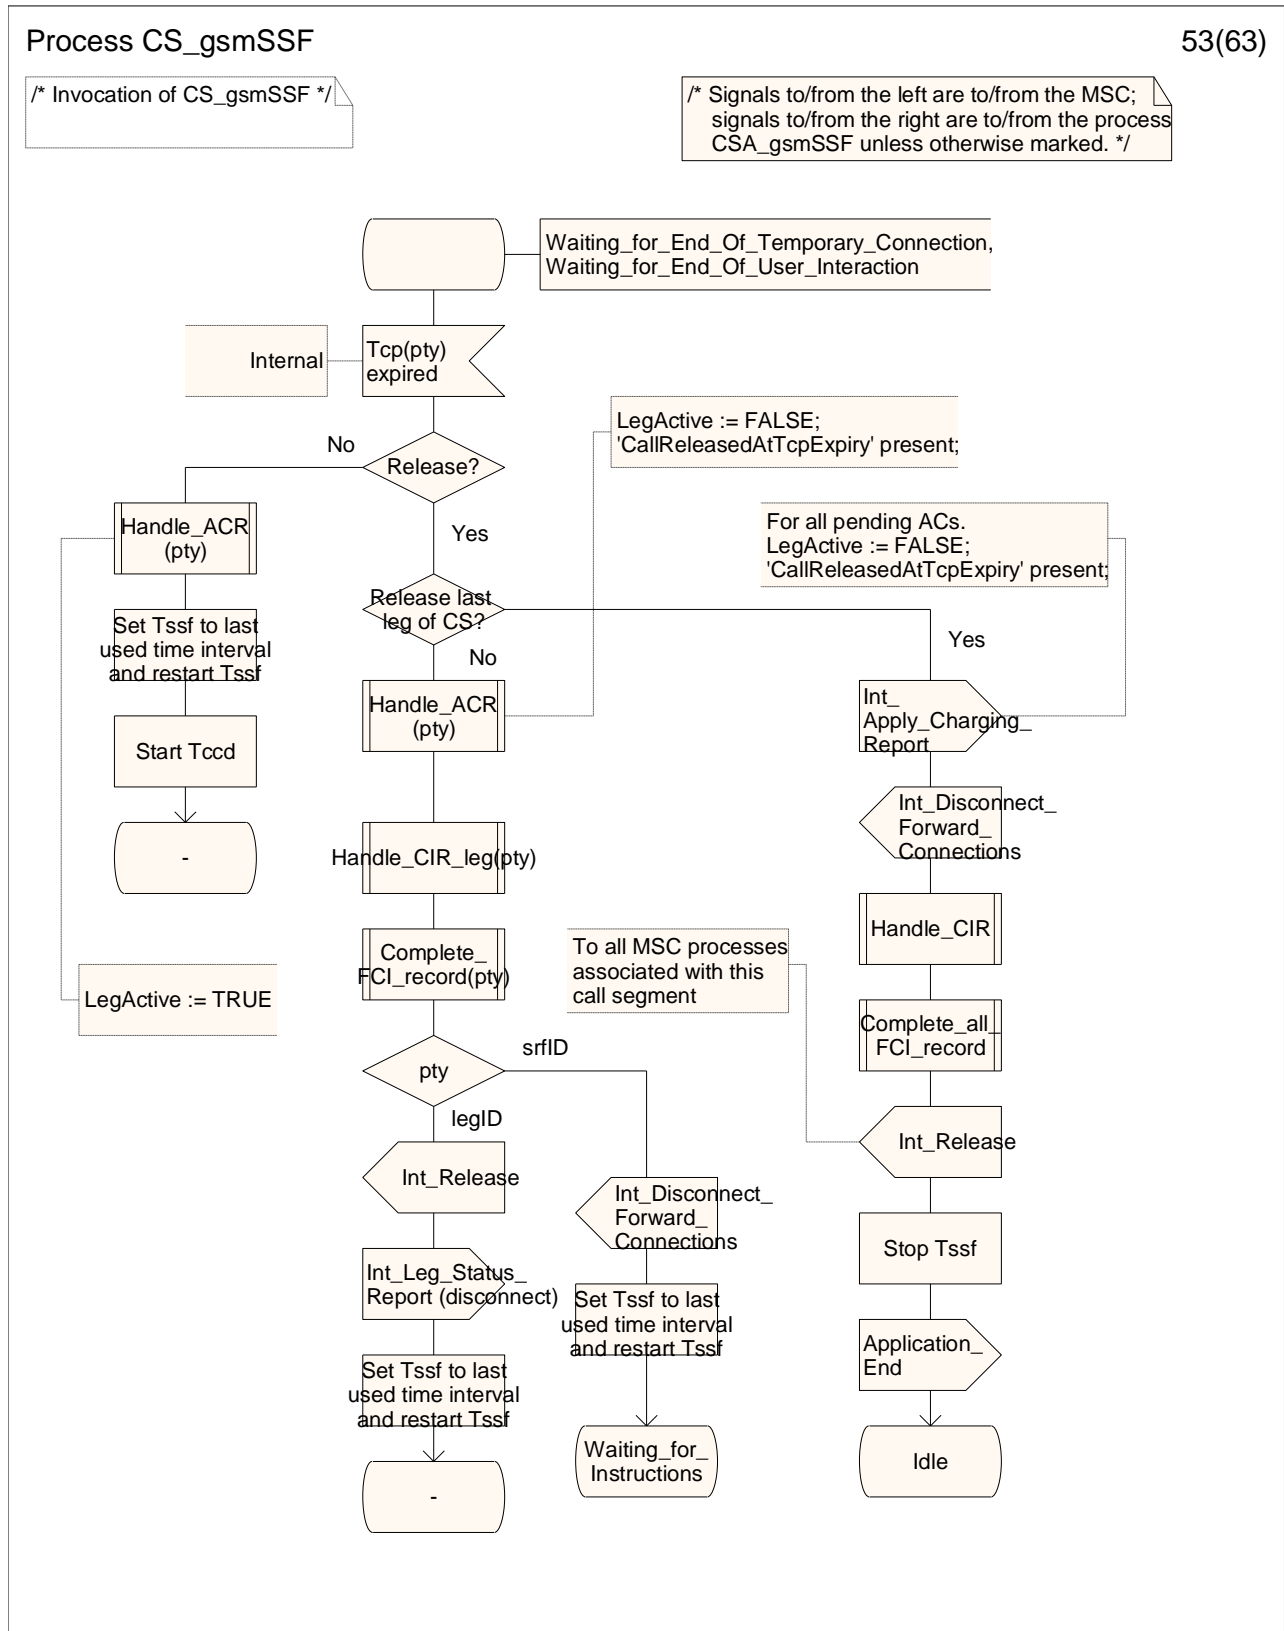 Process CS_gsmSSF
53(63)
/* Invocation of CS_gsmSSF */
/* Signals to/from the left are to/from the MSC;
signals to/from the right are to/from the process
CSA_gsmSSF unless otherwise marked. */
Waiting_for_End_Of_Temporary_Connection,
Waiting_for_End_Of_User_Interaction
Internal
Tcp(pty)
expired
LegActive := FALSE;
'CallReleasedAtTcpExpiry' present;
No
Release?
Handle_ACR
(pty)
Yes
For all pending ACs.
LegActive := FALSE;
'CallReleasedAtTcpExpiry' present;
Release last
leg of CS?
Set Tssf to last
used time interval
and restart Tssf
No
Yes
Handle_ACR
(pty)
Int_
Apply_Charging_
Report
Start Tccd
Int_Disconnect_
Forward_
Connections
-
Handle_CIR_leg(pty)
Handle_CIR
Complete_
FCI_record(pty)
To all MSC processes
associated with this
call segment
LegActive := TRUE
Complete_all_
FCI_record
srfID
pty
legID
Int_Release
Int_Release
Int_Disconnect_
Forward_
Connections
Stop Tssf
Int_Leg_Status_
Report (disconnect)
Set Tssf to last
used time interval
and restart Tssf
Application_
End
Set Tssf to last
used time interval
and restart Tssf
Waiting_for_
Instructions
Idle
-